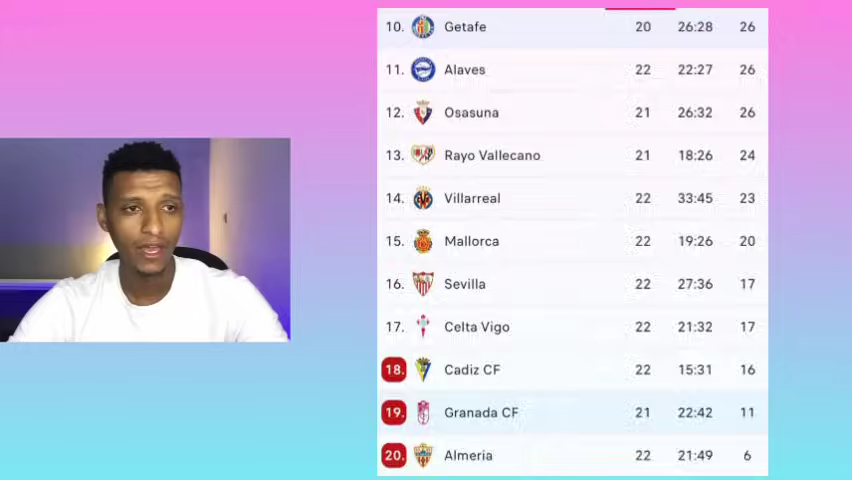 10. Getafe 20 26:28 26
11. Alaves 22 22:27 26
12. Osasuna 21 26:32 26
13. Rayo Vallecano 21 18:26 24
14. Villarreal 22 33:45 23
15. Mallorca 22 19:26 20
16. Sevilla 22 27:36 17
17. Celta Vigo 22 21:32 17
18. Cadiz CF 22 15:31 16
19. Granada CF 21 22:42 11
20. Almeria 22 21:49 6